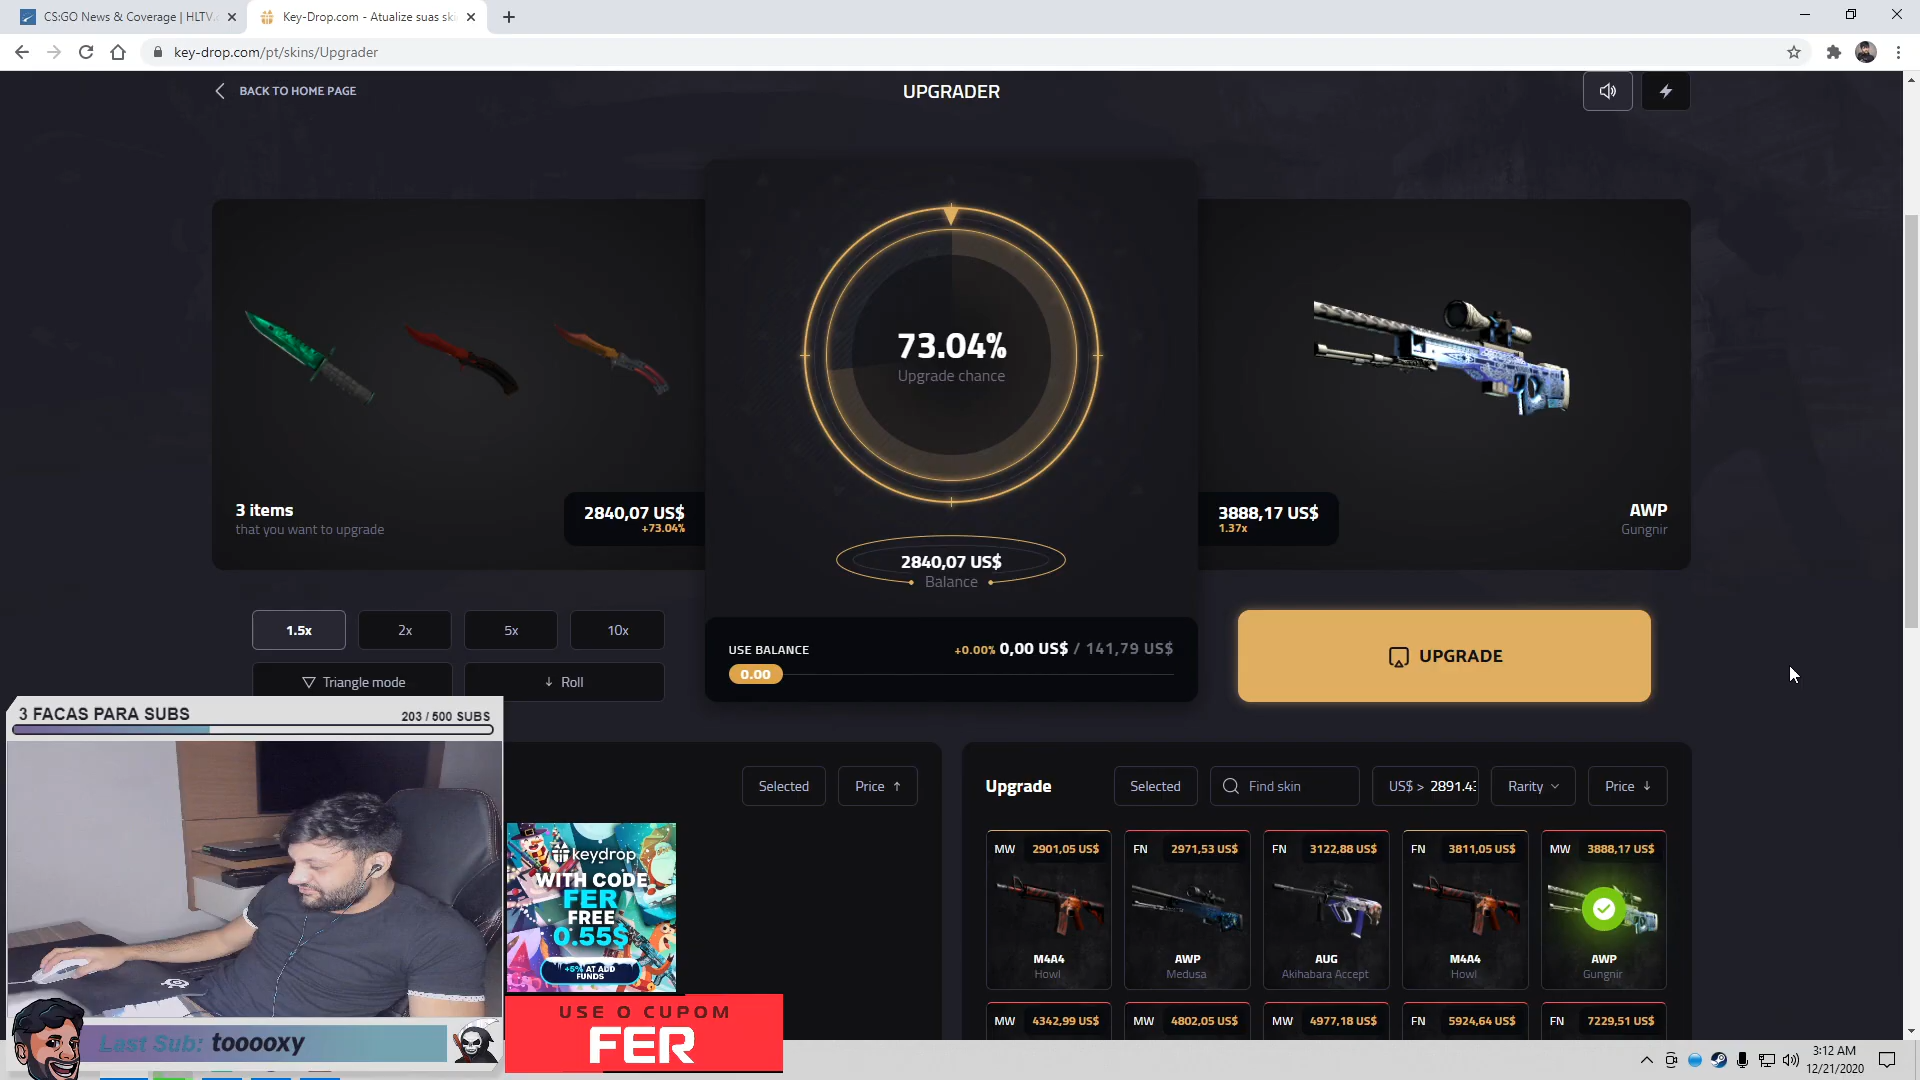 CS:GO News & Coverage | HLTV.
Key-Drop.com - Atualize suas sk
key-drop.com/pt/skins/Upgrader
BACK TO HOME PAGE
UPGRADER
73.04%
Upgrade chance
3 items
that you want to upgrade
2840,07 US$
+73.04%
3888,17 US$
1.37x
AWP
Gungnir
2840,07 US$
Balance
1.5x
2x
5x
10x
Triangle mode
Roll
USE BALANCE
+0.00% 0,00 US$ / 141,79 US$
0.00
UPGRADE
3 FACAS PARA SUBS
203 / 500 SUBS
Selected
Price
Upgrade
Selected
Find skin
US$ > 2891.43
Rarity
Price
MW 2901,05 US$
M4A4
Howl
FN 2971,53 US$
AWP
Medusa
FN 3122,88 US$
AUG
Akihabara Accept
FN 3811,05 US$
M4A4
Howl
MW 3888,17 US$
AWP
Gungnir
MW 4342,99 US$
MW 4802,05 US$
MW 4977,18 US$
FN 5924,64 US$
FN 7229,51 US$
keydrop
WITH CODE
FER
FREE
0.55$
+5% AT ADD
FUNDS
USE O CUPOM
FER
Last Sub: tooooxy
3:12 AM
12/21/2020